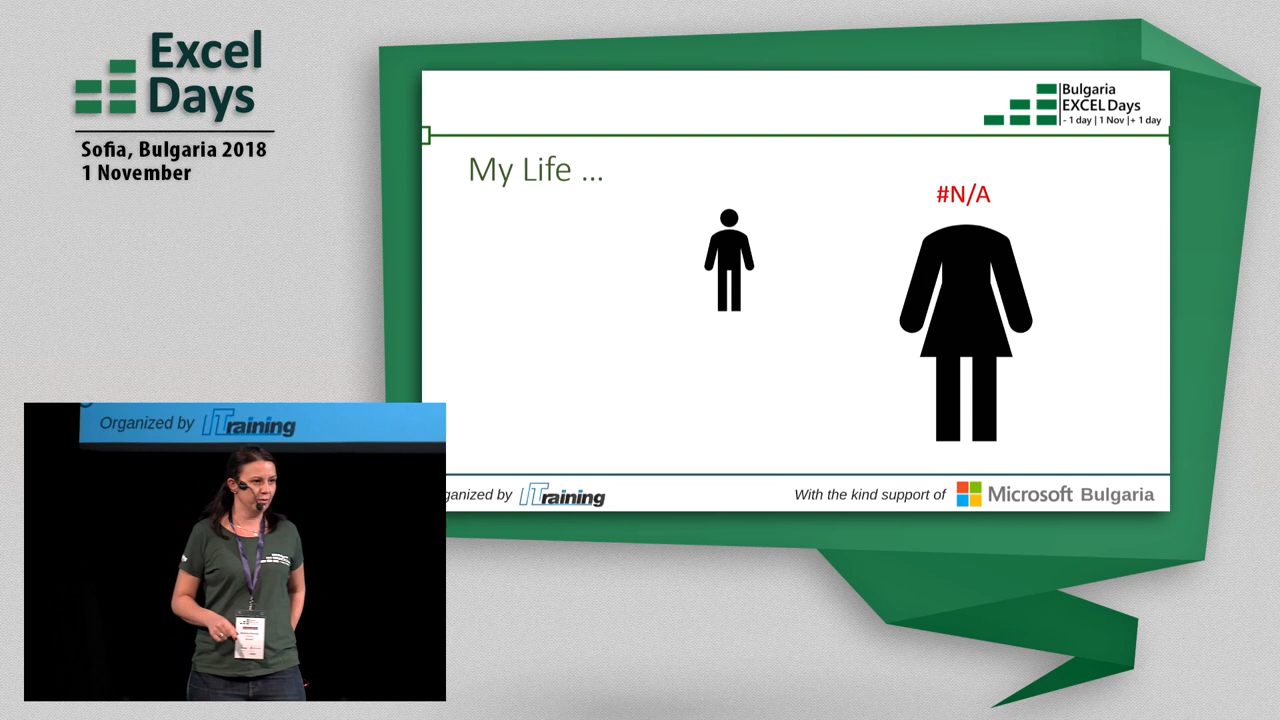 Excel
Days
Sofia, Bulgaria 2018
1 November
Bulgaria
EXCEL Days
- 1 day | 1 Nov |+ 1 day
My Life ...
#N/A
Organized by ITraining
ganized by ITraining
With the kind support of Microsoft Bulgaria